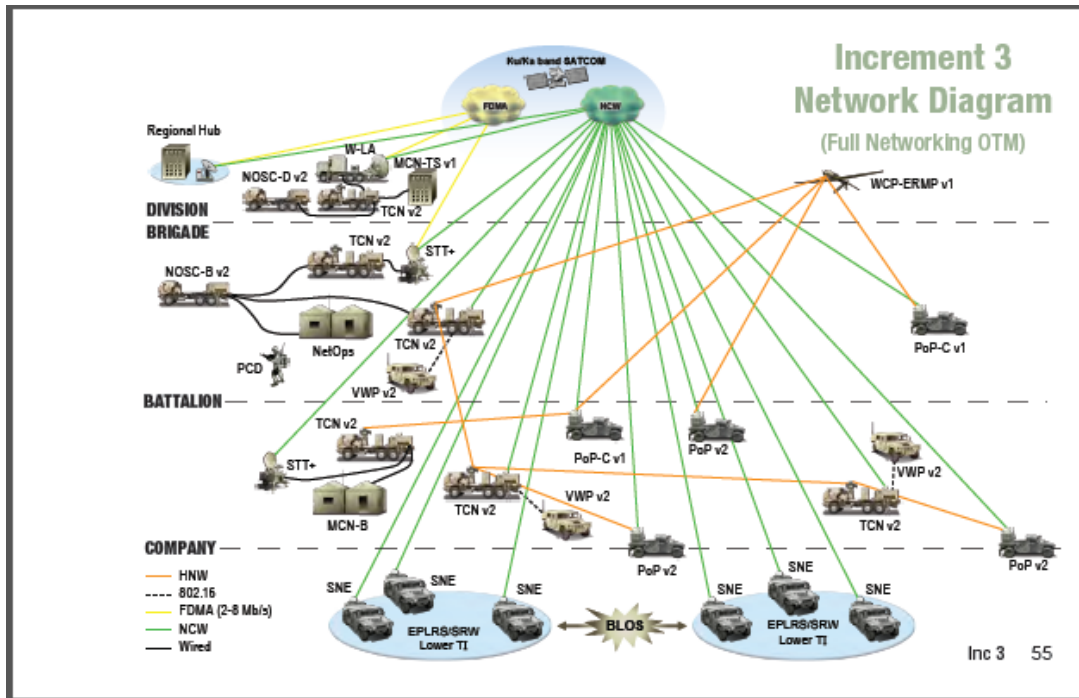 Increment 3
Network Diagram
(Full Networking OTM)
Ku/Ka band SATCOM
FDMA
NCW
Regional Hub
W-LA
MCN-TS v1
NOSC-D v2
TCN v2
WCP-ERMP v1
DIVISION
BRIGADE
TCN v2
STT+
NOSC-B v2
TCN v2
NetOps
PCD
VWP v2
PoP-C v1
BATTALION
TCN v2
STT+
MCN-B
PoP-C v1
PoP v2
VWP v2
TCN v2
VWP v2
TCN v2
PoP v2
PoP v2
COMPANY
HNW
802.16
FDMA (2-8 Mb/s)
NCW
Wired
SNE
SNE
SNE
EPLRS/SRW
Lower TI
BLOS
SNE
SNE
SNE
EPLRS/SRW
Lower TI
Inc 3 55